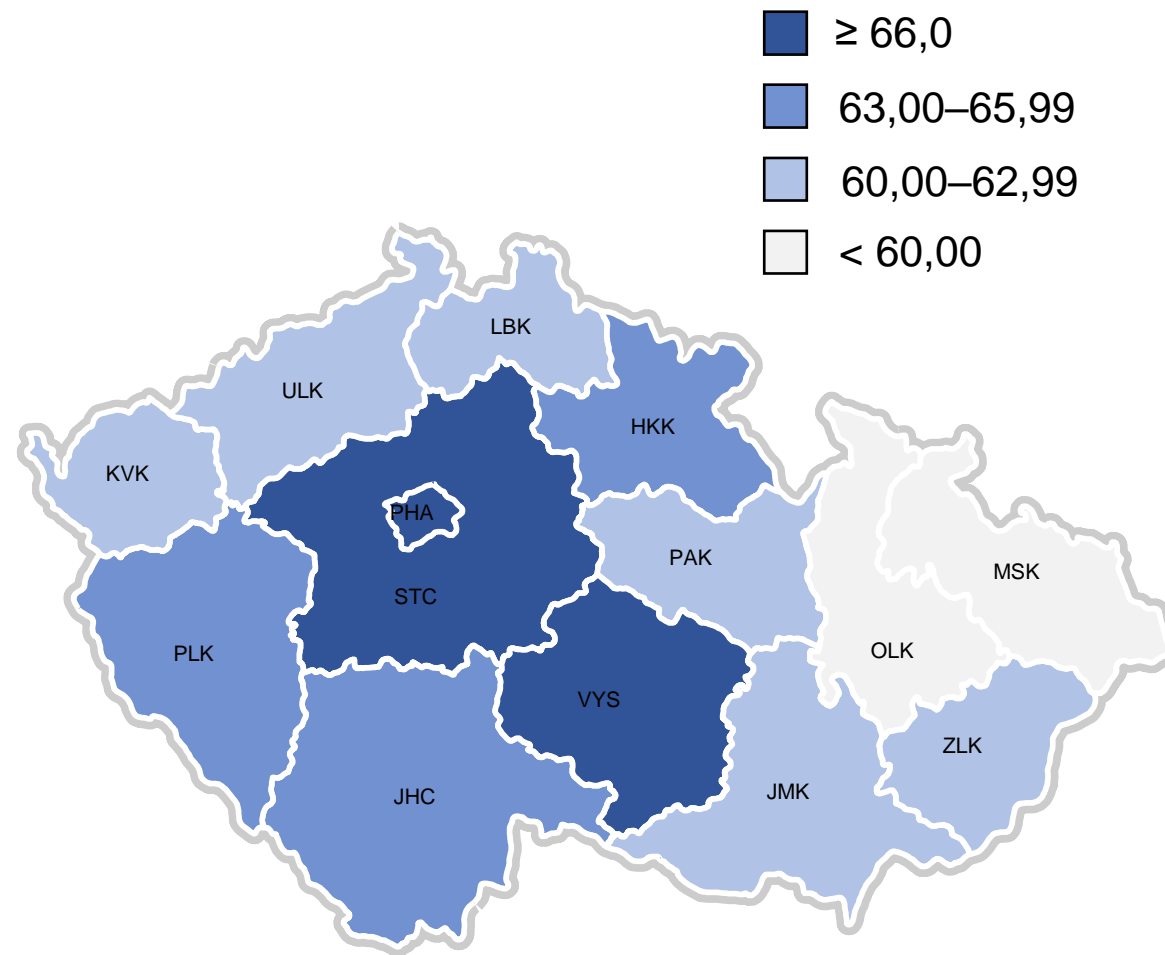 ≥ 66,0
63,00–65,99
60,00–62,99
< 60,00
LBK
ULK
HKK
KVK
PHA
PAK
MSK
STC
OLK
PLK
VYS
ZLK
JMK
JHC